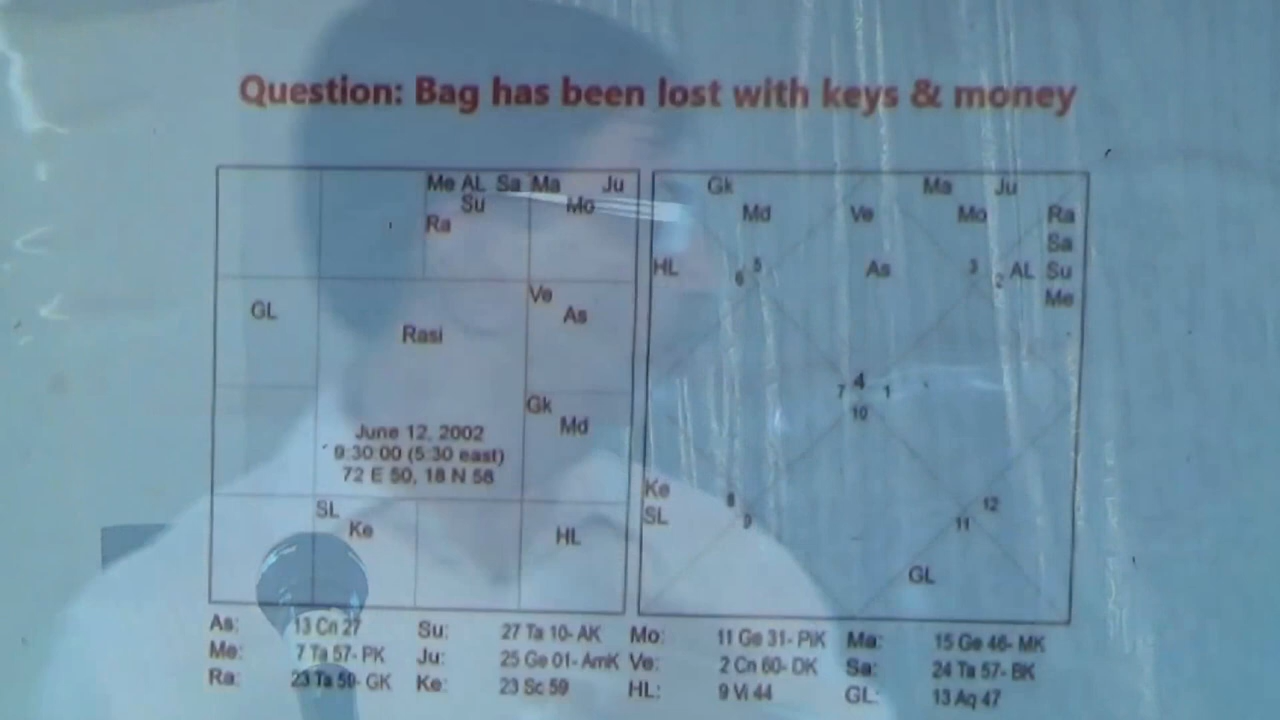 Question: Bag has been lost with keys & money
Me AL Sa Ma Ju
Su Mo
Ra
Ve
GL As
Rasi
Gk
Md
June 12, 2002
9:30:00 (5:30 east)
72 E 50, 18 N 58
SL
Ke HL
Gk Ma Ju
Md Ve Mo Ra
Sa
HL 6 5 As 3 2 AL Su
Me
7 4 1
10
Ke 8 12
SL 9 11
GL
As: 13 Cn 27 Su: 27 Ta 10- AK Mo: 11 Ge 31- PiK Ma: 15 Ge 46- MK
Me: 7 Ta 57- PK Ju: 25 Ge 01- AmK Ve: 2 Cn 60- DK Sa: 24 Ta 57- BK
Ra: 23 Ta 59- GK Ke: 23 Sc 59 HL: 9 Vi 44 GL: 13 Aq 47